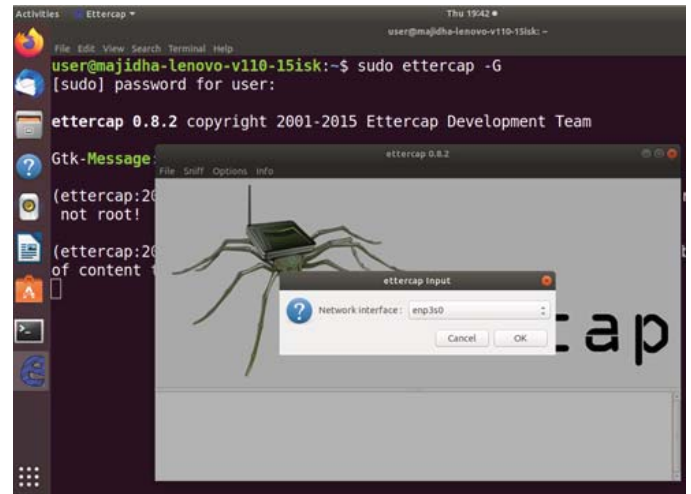 Activities Ettercap Thu 19:42
user@majidha-lenovo-v110-15isk: ~
File Edit View Search Terminal Help
user@majidha-lenovo-v110-15isk:~$ sudo ettercap -G
[sudo] password for user:
ettercap 0.8.2 copyright 2001-2015 Ettercap Development Team
Gtk-Message:
(ettercap:20
not root!
(ettercap:20
of content t
ettercap 0.8.2
File Sniff Options Info
ettercap Input
Network interface : enp3s0
Cancel OK
cap